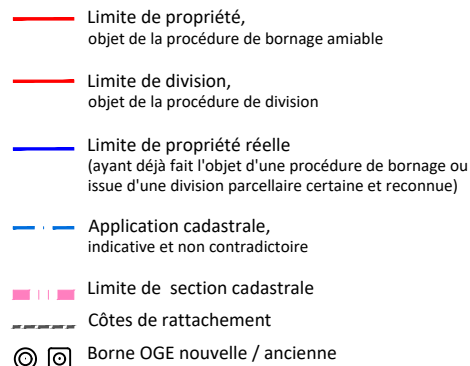 Limite de propriété,
objet de la procédure de bornage amiable
Limite de division,
objet de la procédure de division
Limite de propriété réelle
(ayant déjà fait l'objet d'une procédure de bornage ou
issue d'une division parcellaire certaine et reconnue)
Application cadastrale,
indicative et non contradictoire
Limite de section cadastrale
Côtes de rattachement
Borne OGE nouvelle / ancienne